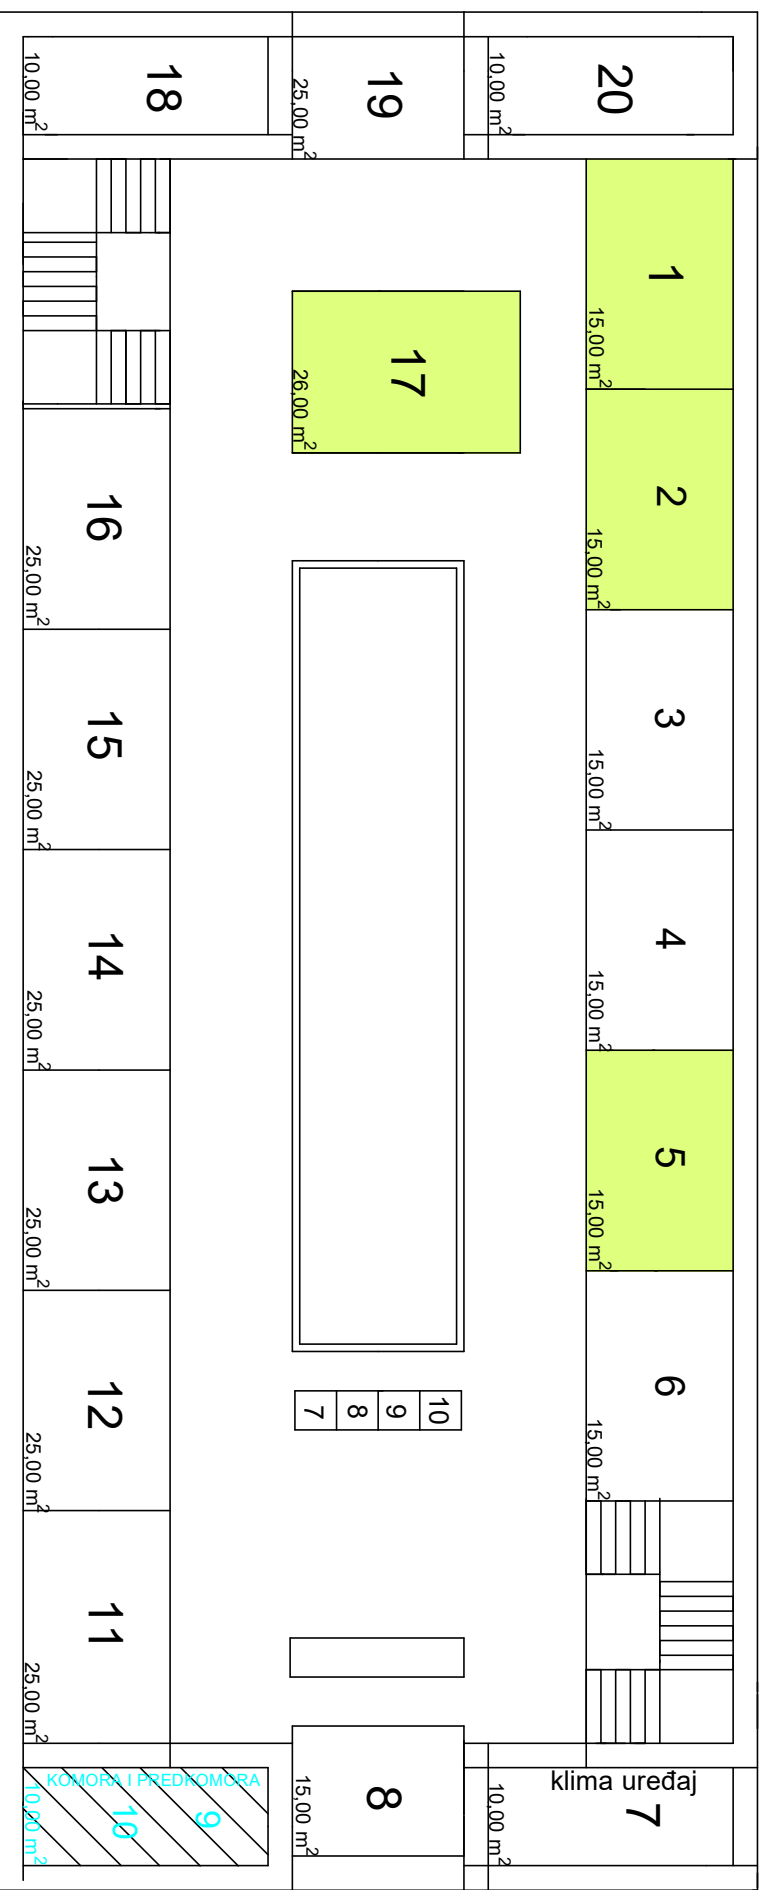 18
10,00 m²
19
25,00 m²
20
10,00 m²
1
15,00 m²
17
26,00 m²
2
15,00 m²
16
25,00 m²
3
15,00 m²
15
25,00 m²
4
15,00 m²
14
25,00 m²
5
15,00 m²
13
25,00 m²
6
15,00 m²
12
25,00 m²
7 8 9 10
11
25,00 m²
KOMORA I PREDKOMORA
10 9
10,00 m²
8
15,00 m²
klima uređaj
7
10,00 m²